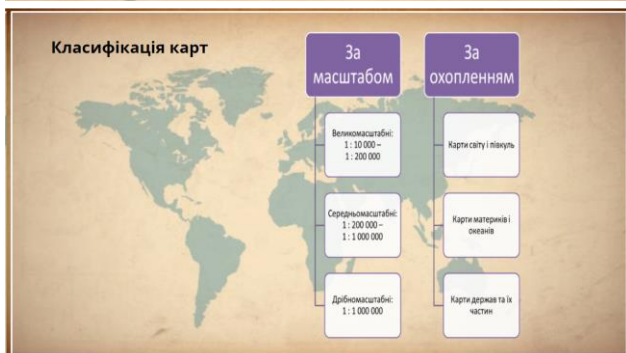 Класифікація карт
За
масштабом
Великомасштабні:
1 : 10 000 –
1 : 200 000
Середньомасштабні:
1 : 200 000 –
1 : 1 000 000
Дрібномасштабні:
1 : 1 000 000
За
охопленням
Карти світу і півкуль
Карти материків і
океанів
Карти держав та їх
частин